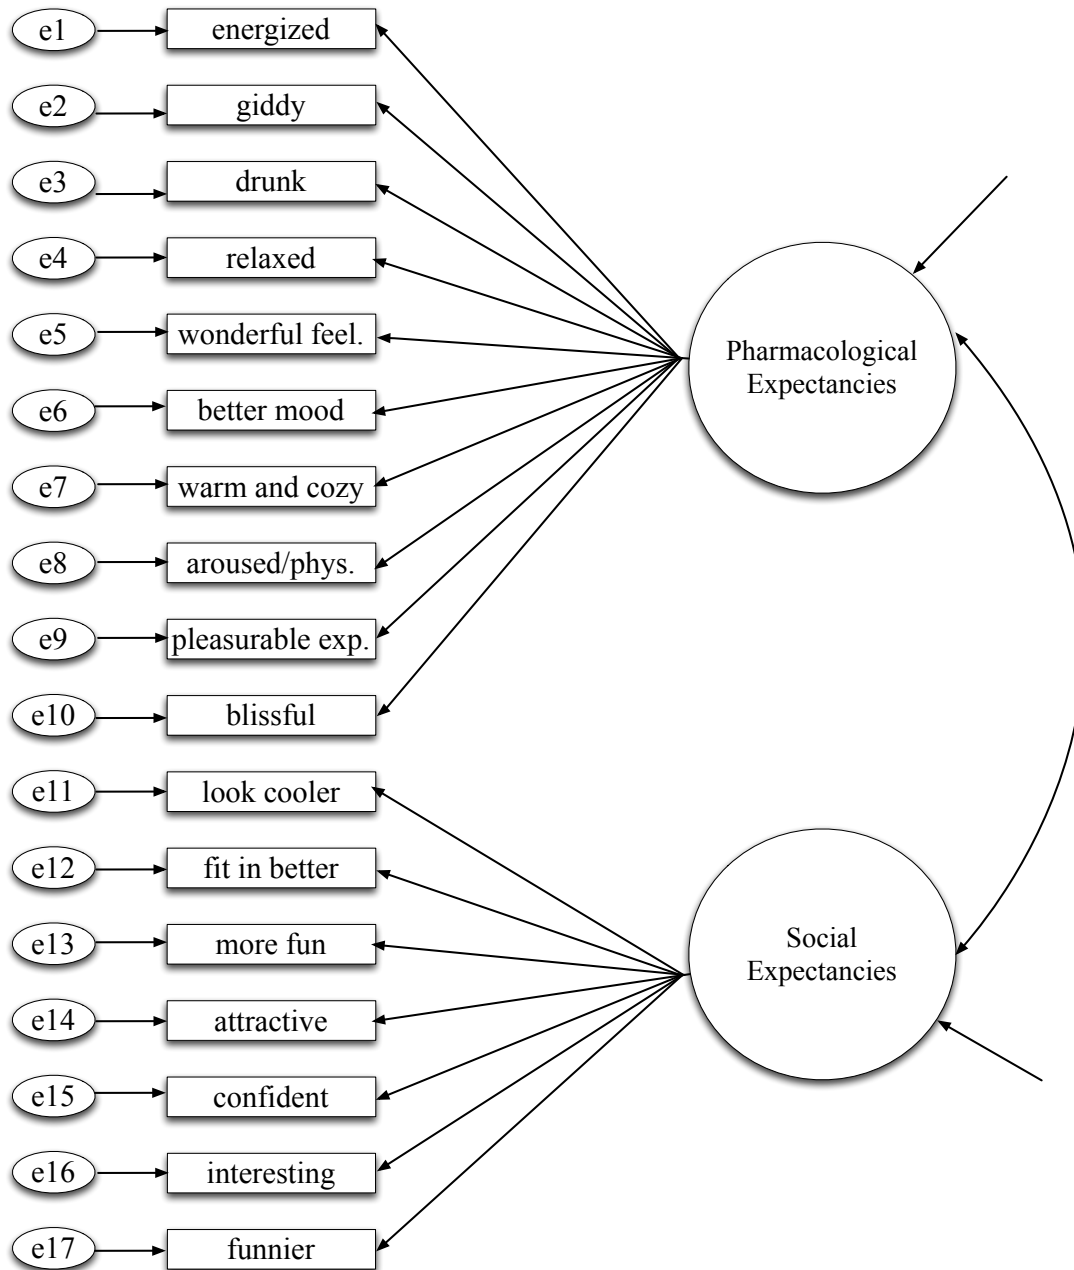 e1 energized
e2 giddy
e3 drunk
e4 relaxed
e5 wonderful feel.
Pharmacological
Expectancies
e6 better mood
e7 warm and cozy
e8 aroused/phys.
e9 pleasurable exp.
e10 blissful
e11 look cooler
e12 fit in better
e13 more fun
Social
Expectancies
e14 attractive
e15 confident
e16 interesting
e17 funnier